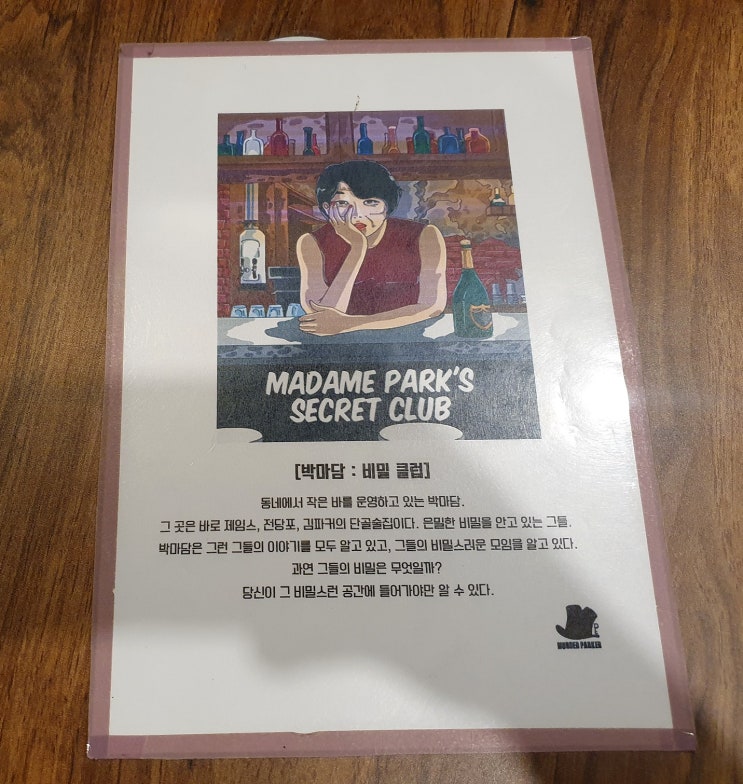 MADAME PARK'S
SECRET CLUB
[박마담 : 비밀 클럽]
동네에서 작은 바를 운영하고 있는 박마담.
그 곳은 바로 제임스, 전당포, 김파커의 단골술집이다. 은밀한 비밀을 안고 있는 그들.
박마담은 그런 그들의 이야기를 모두 알고 있고, 그들의 비밀스러운 모임을 알고 있다.
과연 그들의 비밀은 무엇일까?
당신이 그 비밀스런 공간에 들어가야만 알 수 있다.
MURDER PARKER